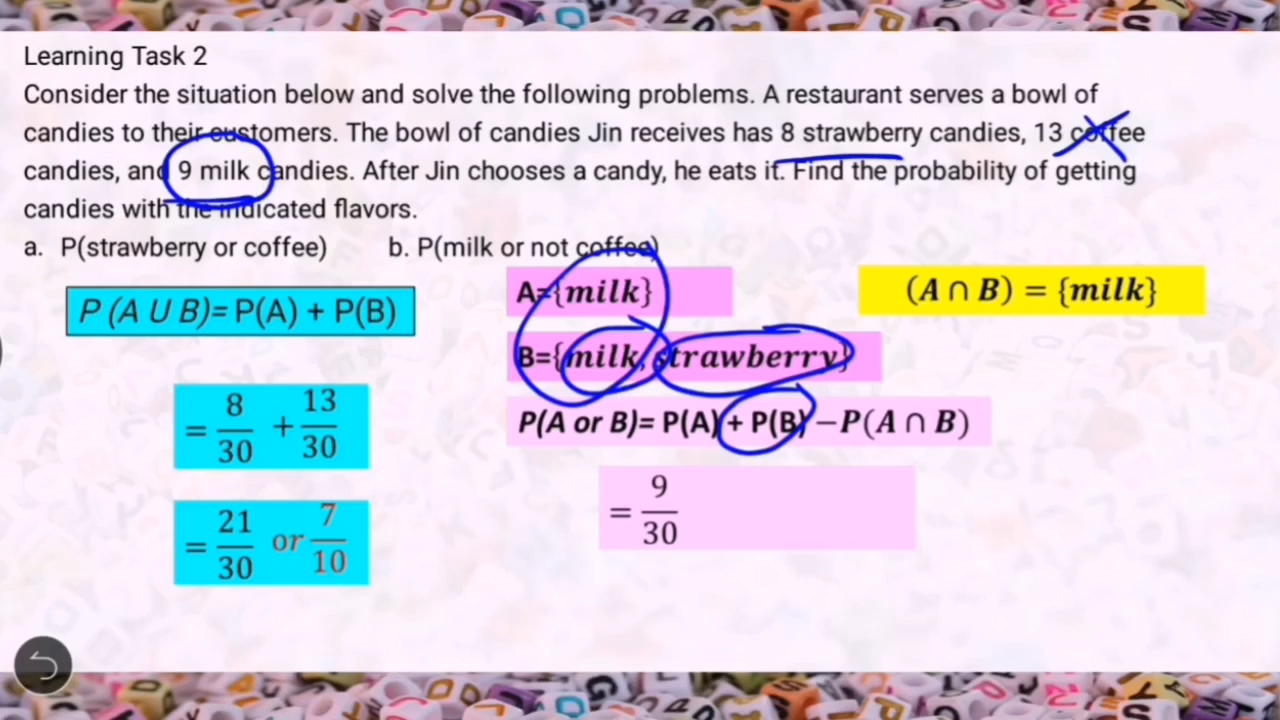 Learning Task 2
Consider the situation below and solve the following problems. A restaurant serves a bowl of
candies to their customers. The bowl of candies Jin receives has 8 strawberry candies, 13 coffee
candies, and 9 milk candies. After Jin chooses a candy, he eats it. Find the probability of getting
candies with the indicated flavors.
a. P(strawberry or coffee) b. P(milk or not coffee)
P (A U B)= P(A) + P(B)
= 8/30 + 13/30
= 21/30 or 7/10
A={milk}
B={milk, strawberry}
P(A or B)= P(A) + P(B) −P(A ∩ B)
= 9/30
(A ∩ B) = {milk}